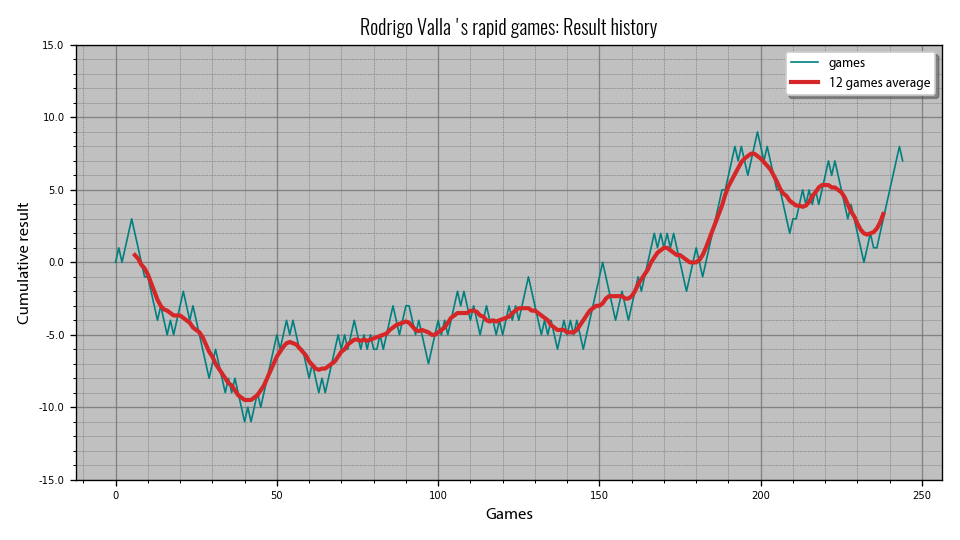 Rodrigo Valla 's rapid games: Result history
games
12 games average
Cumulative result
15.0
10.0
5.0
0.0
-5.0
-10.0
-15.0
0
50
100
150
200
250
Games